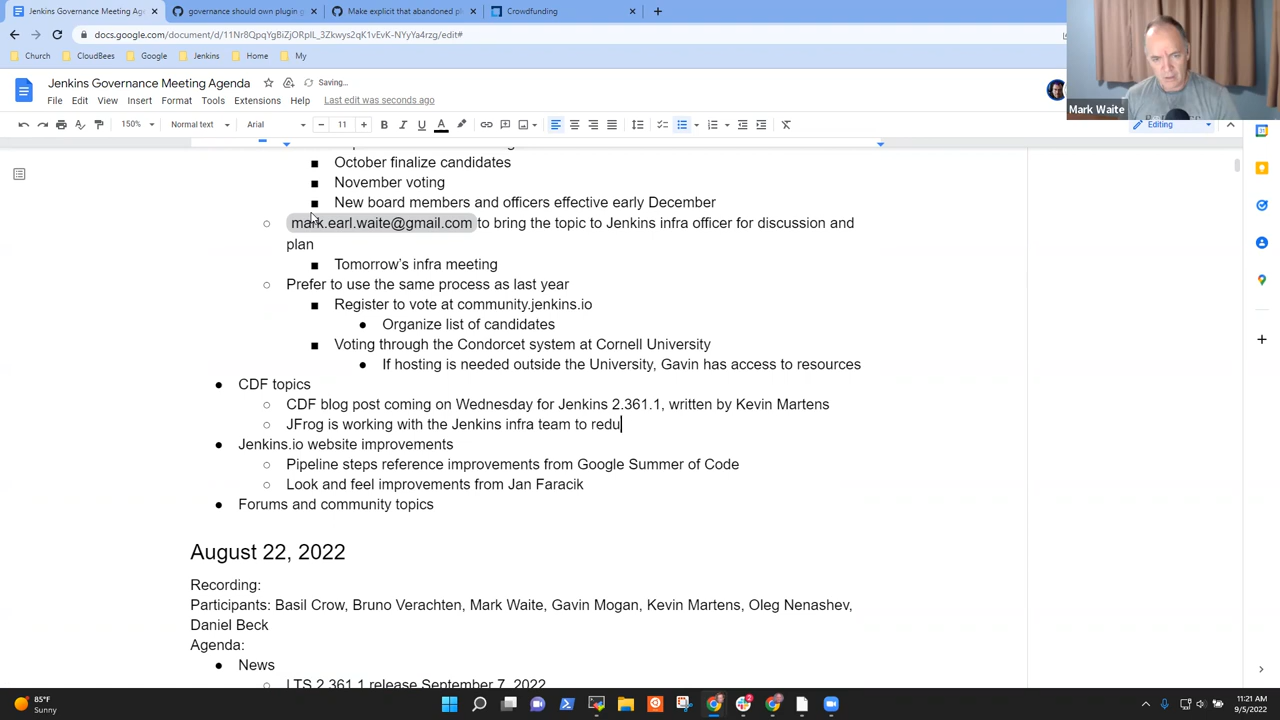 Jenkins Governance Meeting Agenda
governance should own plugin g
Make explicit that abandoned pl
Crowdfunding
docs.google.com/document/d/11Nr8QpqYgBiZjORpIL_3Zkwys2qK1vEvK-NYyYa4rzg/edit#
Church
CloudBees
Google
Jenkins
Home
My
Jenkins Governance Meeting Agenda
Saving...
File Edit View Insert Format Tools Extensions Help Last edit was seconds ago
150% Normal text Arial 11
Editing
Mark Waite
October finalize candidates
November voting
New board members and officers effective early December
mark.earl.waite@gmail.com to bring the topic to Jenkins infra officer for discussion and
plan
Tomorrow's infra meeting
Prefer to use the same process as last year
Register to vote at community.jenkins.io
Organize list of candidates
Voting through the Condorcet system at Cornell University
If hosting is needed outside the University, Gavin has access to resources
CDF topics
CDF blog post coming on Wednesday for Jenkins 2.361.1, written by Kevin Martens
JFrog is working with the Jenkins infra team to redu
Jenkins.io website improvements
Pipeline steps reference improvements from Google Summer of Code
Look and feel improvements from Jan Faracik
Forums and community topics
August 22, 2022
Recording:
Participants: Basil Crow, Bruno Verachten, Mark Waite, Gavin Mogan, Kevin Martens, Oleg Nenashev,
Daniel Beck
Agenda:
News
LTS 2.361.1 release September 7, 2022
85°F
Sunny
11:21 AM
9/5/2022